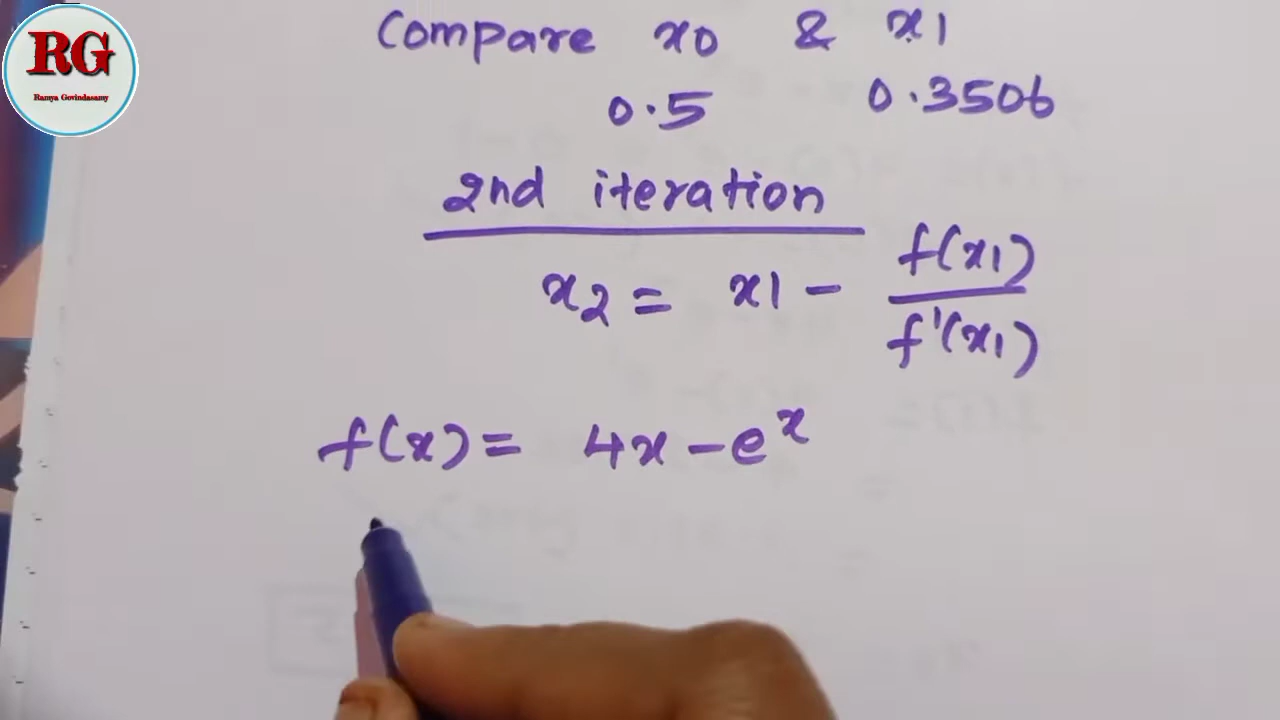 RG
Ramya Govindasamy
Compare x0 & x1
0.5 0.3506
2nd iteration
x2 = x1 - f(x1)
f'(x1)
f(x) = 4x - e^x